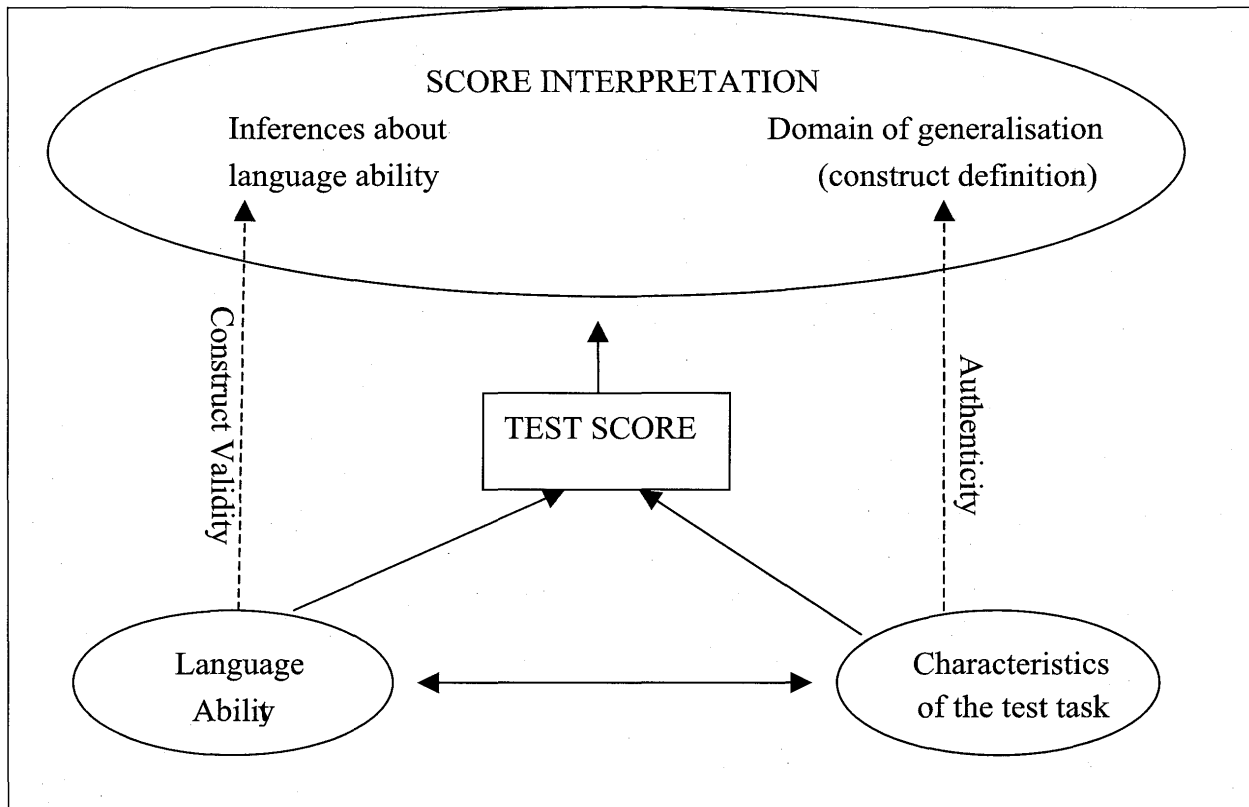 SCORE INTERPRETATION
Inferences about
language ability
Domain of generalisation
(construct definition)
Construct Validity
Authenticity
TEST SCORE
Language
Ability
Characteristics
of the test task